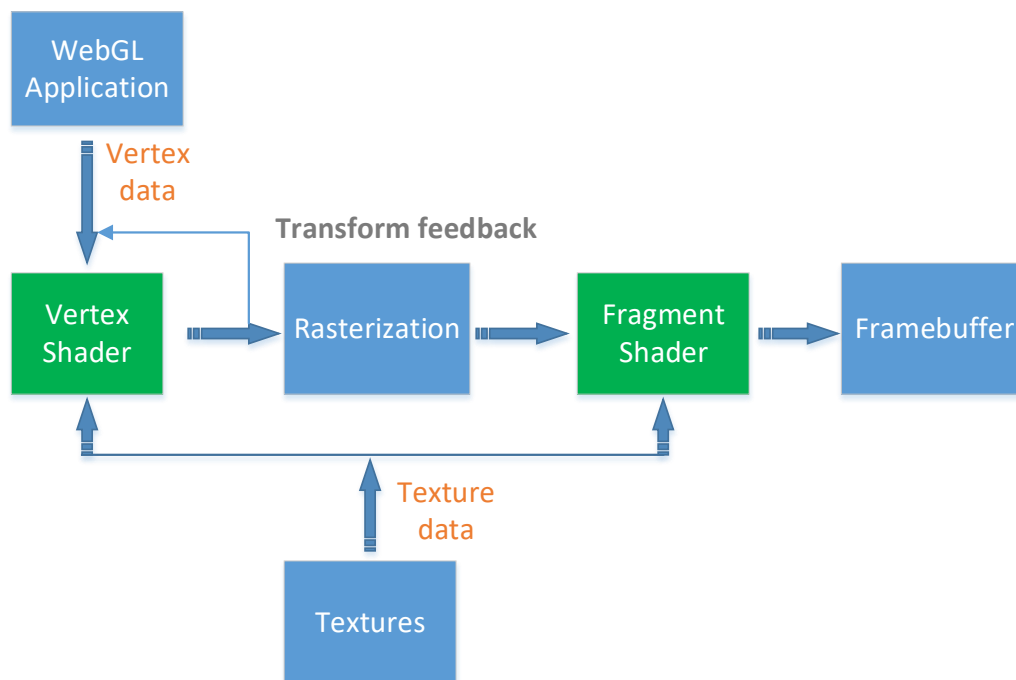 WebGL
Application
Vertex
data
Transform feedback
Vertex
Shader
Rasterization
Fragment
Shader
Framebuffer
Texture
data
Textures